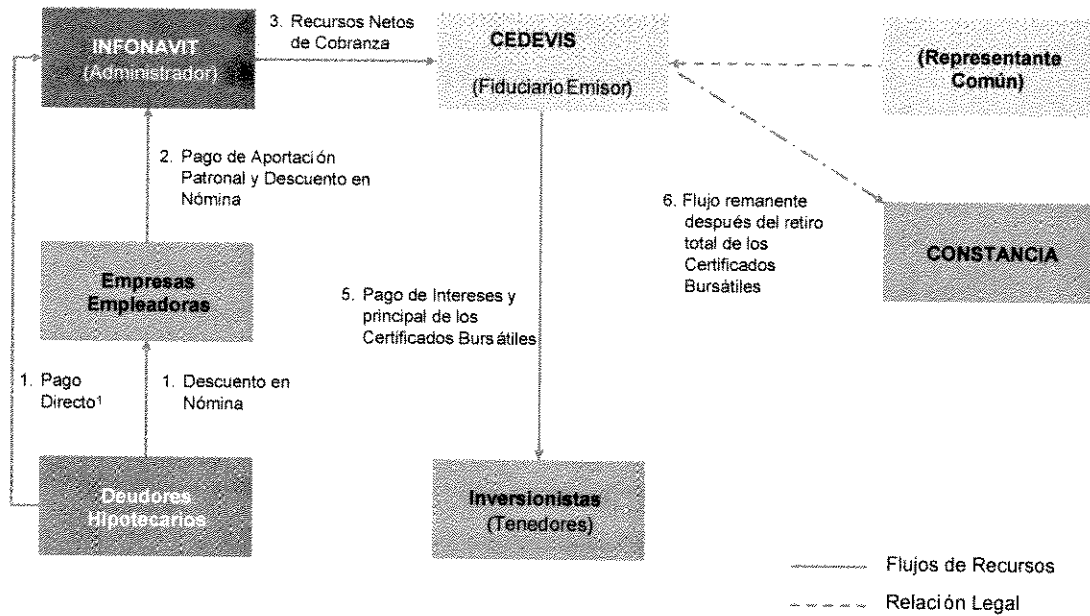 INFONAVIT
(Administrador)
3. Recursos Netos
de Cobranza
CEDEVIS
(Fiduciario Emisor)
(Representante
Común)
2. Pago de Aportación
Patronal y Descuento en
Nómina
6. Flujo remanente
después del retiro
total de los
Certificados
Bursátiles
CONSTANCIA
Empresas
Empleadoras
5. Pago de Intereses y
principal de los
Certificados Bursátiles
1. Pago
Directo¹
1. Descuento en
Nómina
Deudores
Hipotecarios
Inversionistas
(Tenedores)
Flujos de Recursos
Relación Legal